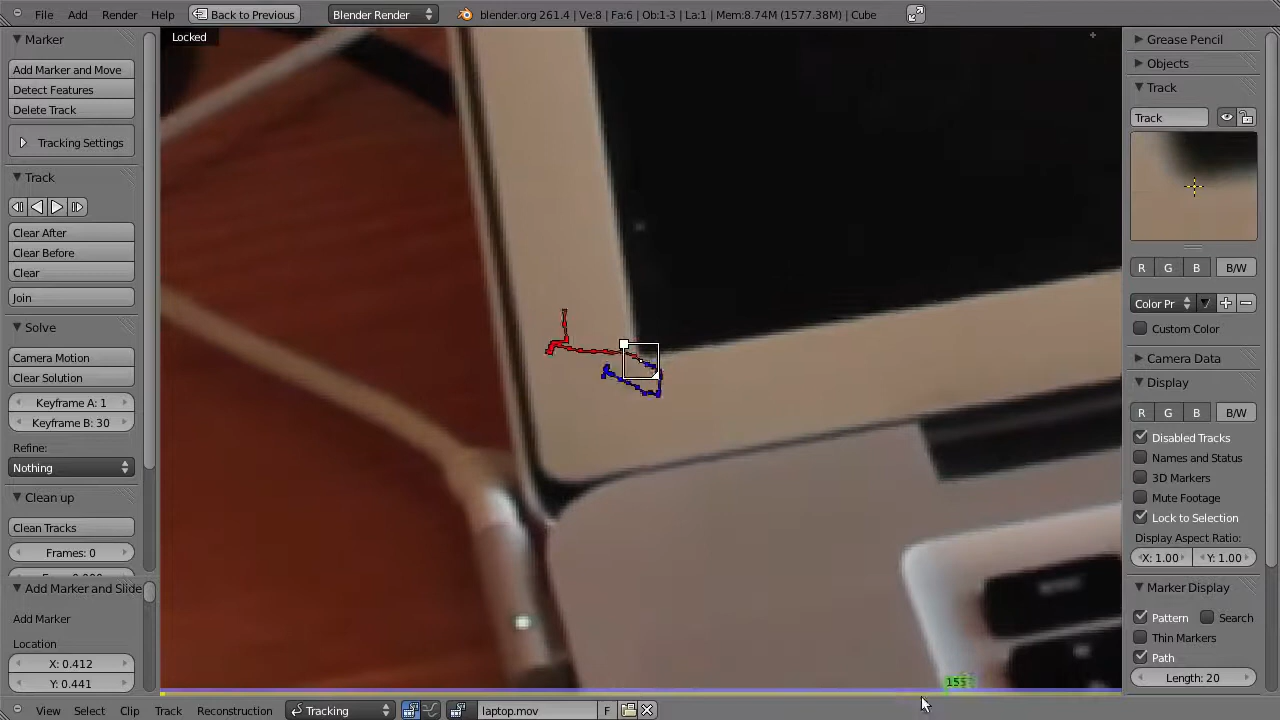 File Add Render Help Back to Previous Blender Render blender.org 261.4 | Ve:8 | Fa:6 | Ob:1-3 | La:1 | Mem:8.74M (1577.38M) | Cube
Locked
Marker
Add Marker and Move
Detect Features
Delete Track
Tracking Settings
Track
Clear After
Clear Before
Clear
Join
Solve
Camera Motion
Clear Solution
Keyframe A: 1
Keyframe B: 30
Refine:
Nothing
Clean up
Clean Tracks
Frames: 0
Add Marker and Slide
Add Marker
Location
X: 0.412
Y: 0.441
Grease Pencil
Objects
Track
Track
R G B B/W
Color Pr
Custom Color
Camera Data
Display
R G B B/W
Disabled Tracks
Names and Status
3D Markers
Mute Footage
Lock to Selection
Display Aspect Ratio:
X: 1.00 Y: 1.00
Marker Display
Pattern Search
Thin Markers
Path
Length: 20
155
View Select Clip Track Reconstruction Tracking laptop.mov F